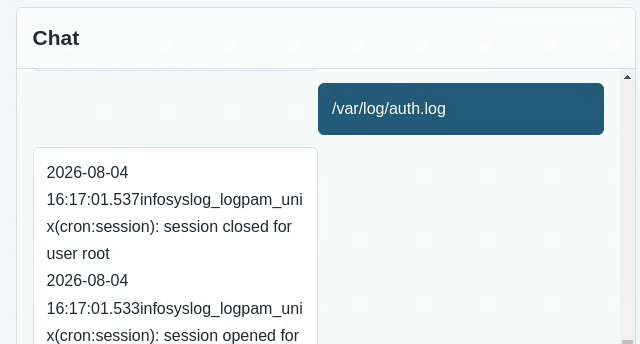 Chat
/var/log/auth.log
2026-08-04
16:17:01.537infosyslog_logpam_uni
x(cron:session): session closed for
user root
2026-08-04
16:17:01.533infosyslog_logpam_uni
x(cron:session): session opened for